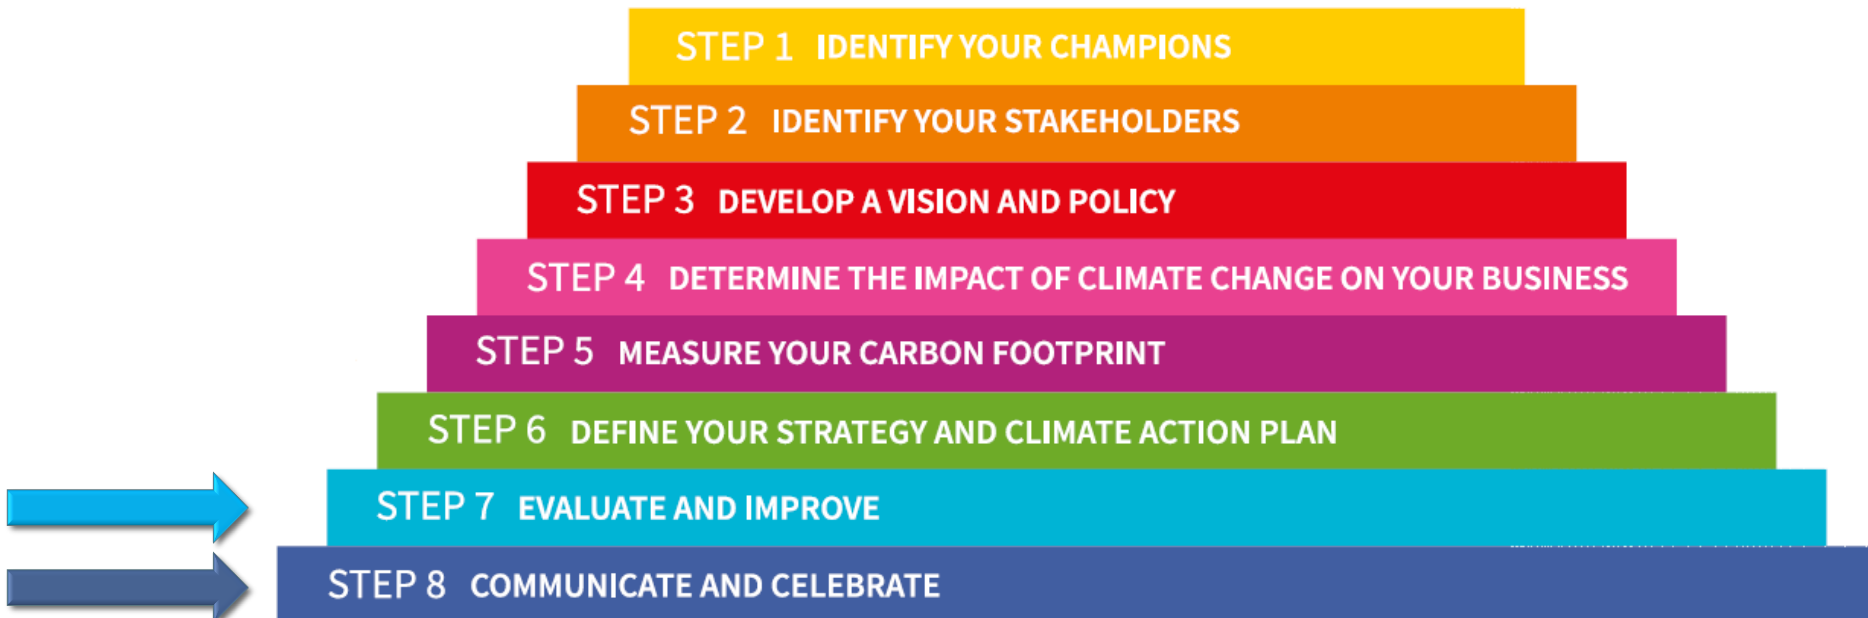 STEP 1 IDENTIFY YOUR CHAMPIONS
STEP 2 IDENTIFY YOUR STAKEHOLDERS
STEP 3 DEVELOP A VISION AND POLICY
STEP 4 DETERMINE THE IMPACT OF CLIMATE CHANGE ON YOUR BUSINESS
STEP 5 MEASURE YOUR CARBON FOOTPRINT
STEP 6 DEFINE YOUR STRATEGY AND CLIMATE ACTION PLAN
STEP 7 EVALUATE AND IMPROVE
STEP 8 COMMUNICATE AND CELEBRATE